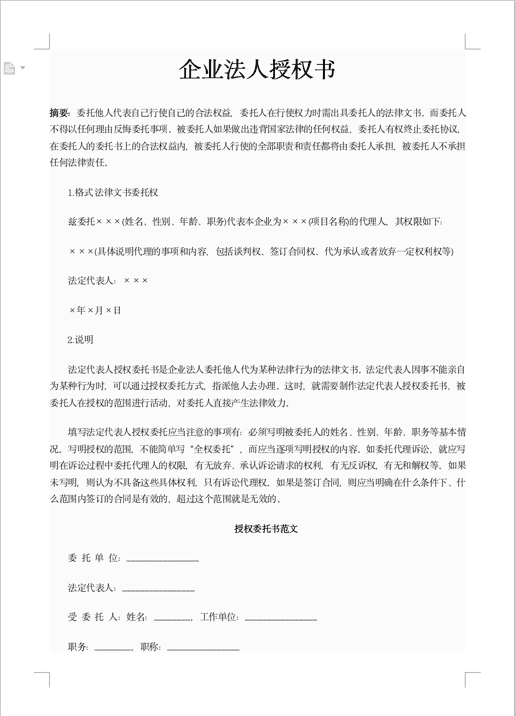 企业法人授权书
摘要：委托他人代表自己行使自己的合法权益，委托人在行使权力时需出具委托人的法律文书。而委托人
不得以任何理由反悔委托事项。被委托人如果做出违背国家法律的任何权益，委托人有权终止委托协议，
在委托人的委托书上的合法权益内，被委托人行使的全部职责和责任都将由委托人承担，被委托人不承担
任何法律责任。
1.格式法律文书委托权
兹委托×××(姓名、性别、年龄、职务)代表本企业为×××(项目名称)的代理人，其权限如下：
×××(具体说明代理的事项和内容，包括谈判权、签订合同权、代为承认或者放弃一定权利权等)
法定代表人：×××
×年×月×日
2.说明
法定代表人授权委托书是企业法人委托他人代为某种法律行为的法律文书。法定代表人因事不能亲自
为某种行为时，可以通过授权委托方式，指派他人去办理。这时，就需要制作法定代表人授权委托书，被
委托人在授权的范围进行活动，对委托人直接产生法律效力。
填写法定代表人授权委托应当注意的事项有：必须写明被委托人的姓名、性别、年龄、职务等基本情
况，写明授权的范围，不能简单写“全权委托”，而应当逐项写明授权的内容，如委托代理诉讼，就应写
明在诉讼过程中委托代理人的权限，有无放弃、承认诉讼请求的权利，有无反诉权，有无和解权等，如果
未写明，则认为不具备这些具体权利，只有诉讼代理权。如果是签订合同，则应当明确在什么条件下、什
么范围内签订的合同是有效的，超过这个范围就是无效的。
授权委托书范文
委 托 单 位：________________
法定代表人：________________
受 委 托 人：姓名：________，工作单位：________________
职务：________，职称：________________